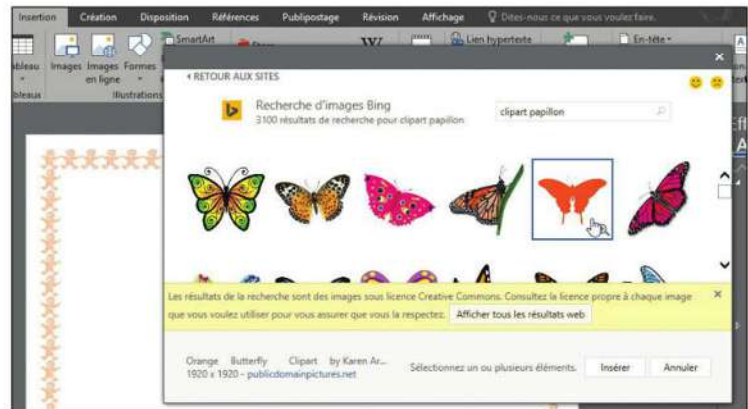 Insertion Création Disposition Références Publipostage Révision Affichage Dites-nous ce que vous voulez faire.
SmartArt Lien hypertexte En-tête
Images Images Formes
en ligne
Illustrations
RETOUR AUX SITES
Recherche d'images Bing
3100 résultats de recherche pour clipart papillon
clipart papillon
Les résultats de la recherche sont des images sous licence Creative Commons. Consultez la licence propre à chaque image
que vous voulez utiliser pour vous assurer que vous la respectez. Afficher tous les résultats web
Orange Butterfly Clipart by Karen Ar...
1920 x 1920 - publicdomainpictures.net
Sélectionnez un ou plusieurs éléments. Insérer Annuler